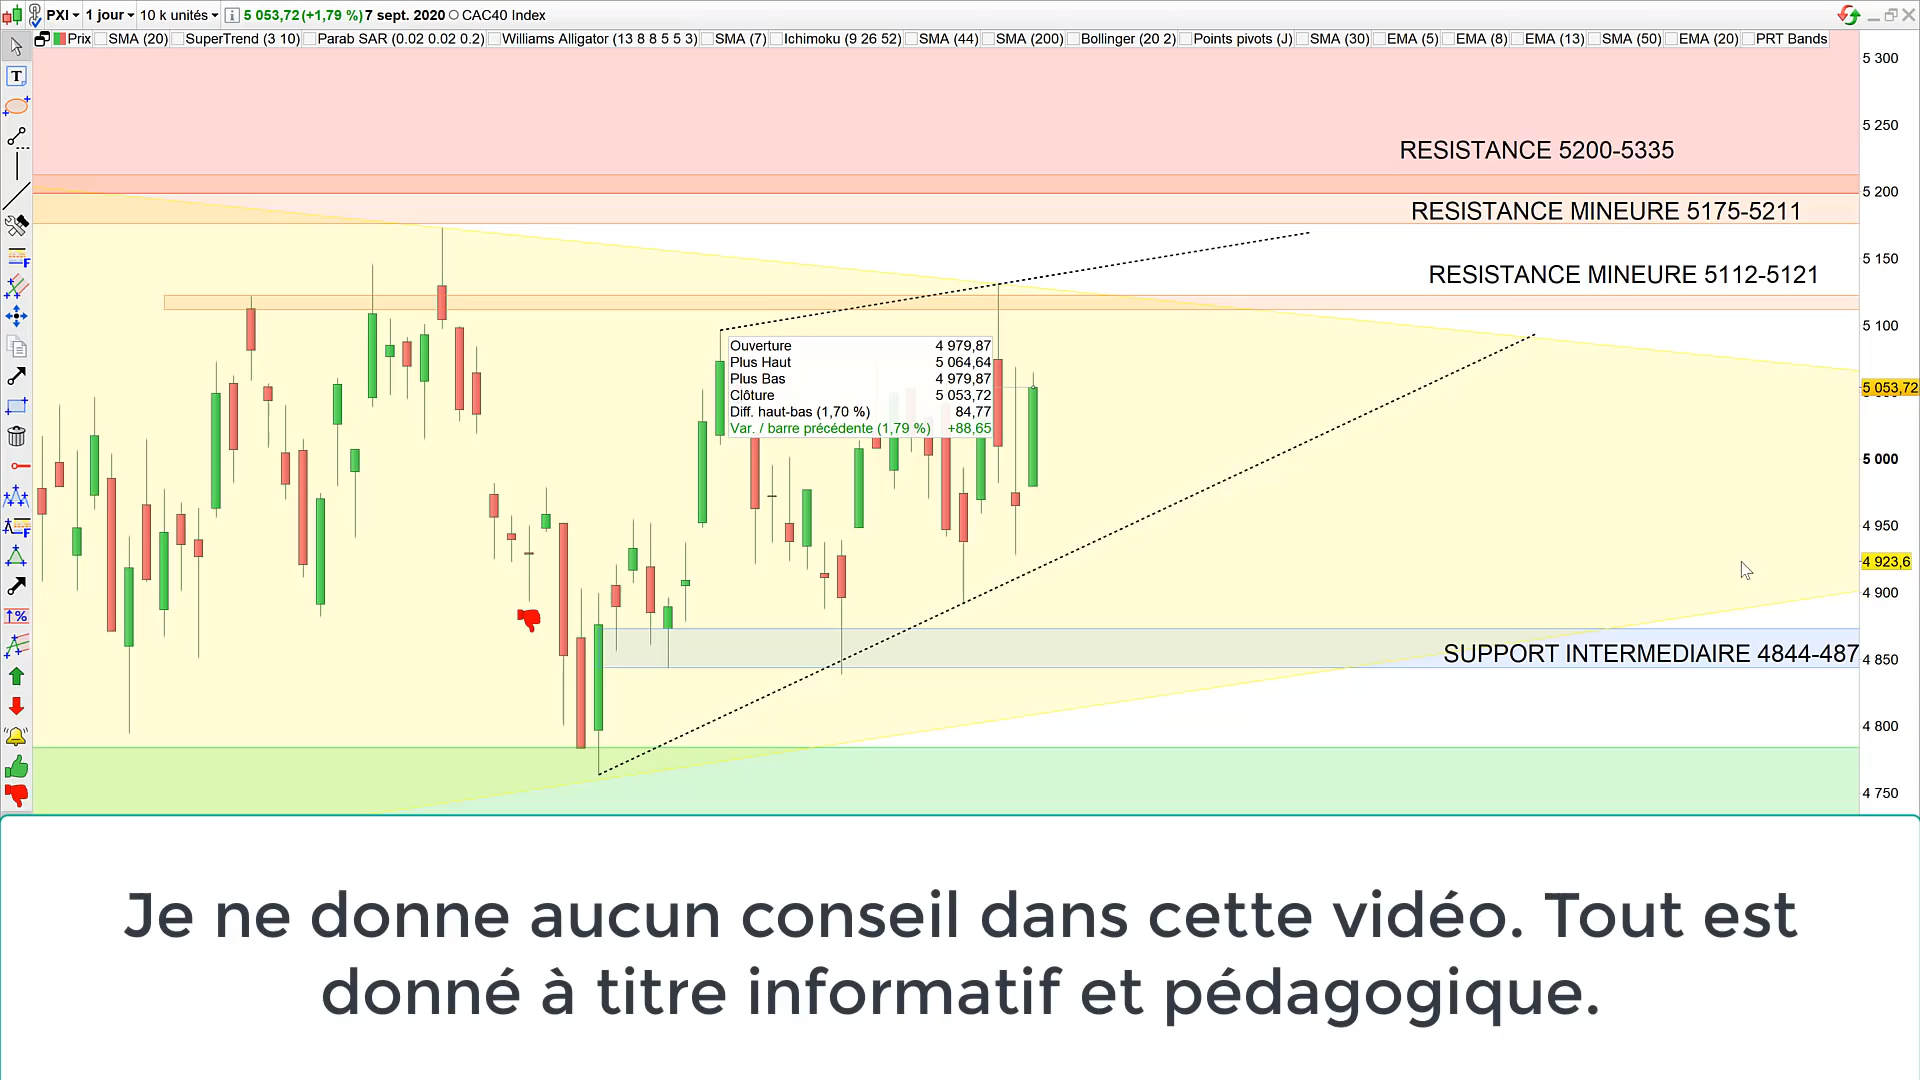 PXI 1 jour 10 k unités 5 053,72 (+1,79 %) 7 sept. 2020 CAC40 Index
Prix SMA (20) SuperTrend (3 10) Parab SAR (0.02 0.02 0.2) Williams Alligator (13 8 8 5 5 3) SMA (7) Ichimoku (9 26 52) SMA (44) SMA (200) Bollinger (20 2) Points pivots (J) SMA (30) EMA (5) EMA (8) EMA (13) SMA (50) EMA (20) PRT Bands
5 300
5 250
RESISTANCE 5200-5335
5 200
RESISTANCE MINEURE 5175-5211
5 150
RESISTANCE MINEURE 5112-5121
5 100
Ouverture 4 979,87
Plus Haut 5 064,64
Plus Bas 4 979,87
Clôture 5 053,72
Diff. haut-bas (1,70 %) 84,77
Var. / barre précédente (1,79 %) +88,65
5 053,72
5 000
4 950
4 923,6
4 900
SUPPORT INTERMEDIAIRE 4844-487
4 850
4 800
4 750
Je ne donne aucun conseil dans cette vidéo. Tout est
donné à titre informatif et pédagogique.